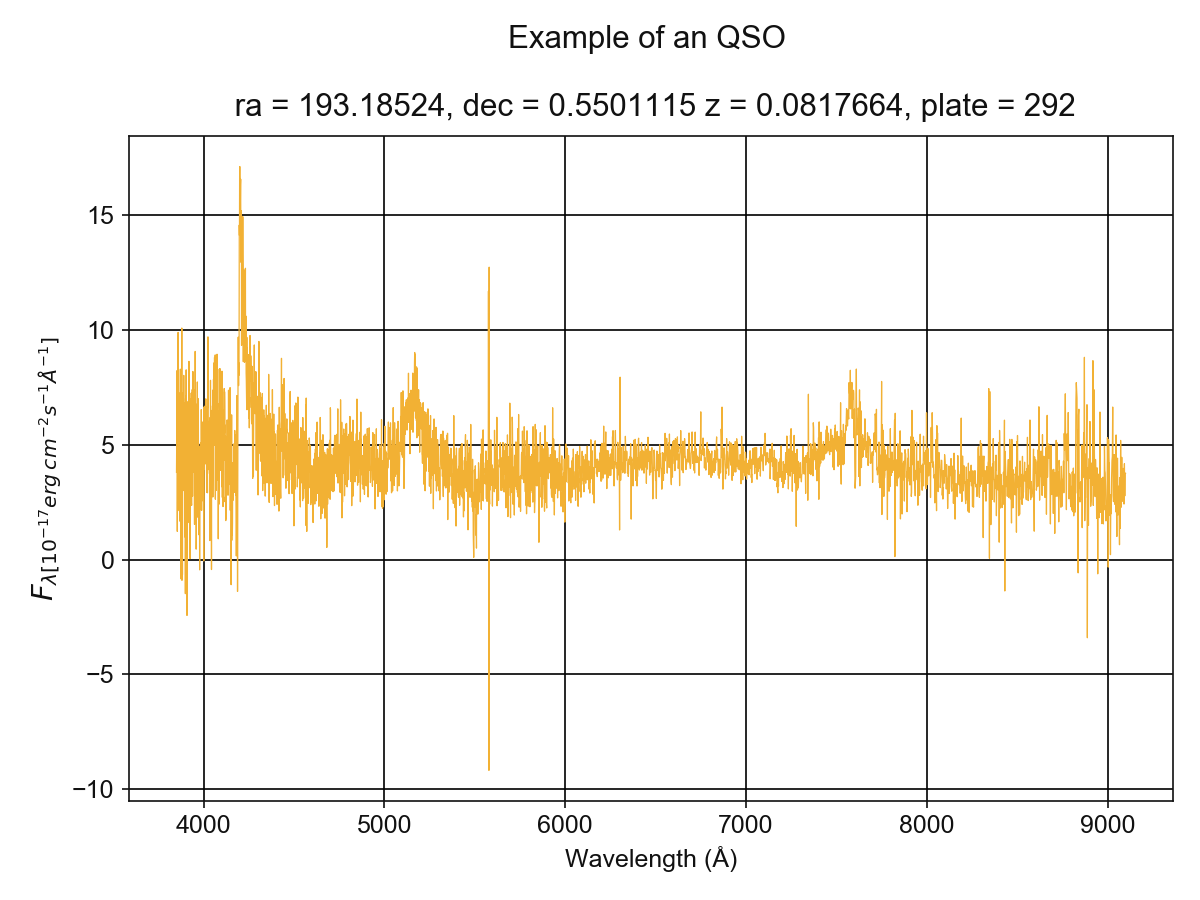 Example of an QSO
ra = 193.18524, dec = 0.5501115 z = 0.0817664, plate = 292
15
10
5
0
−5
−10
F_{λ[10^{−17} erg cm^{−2}s^{−1}Å^{−1}]}
4000 5000 6000 7000 8000 9000
Wavelength (Å)